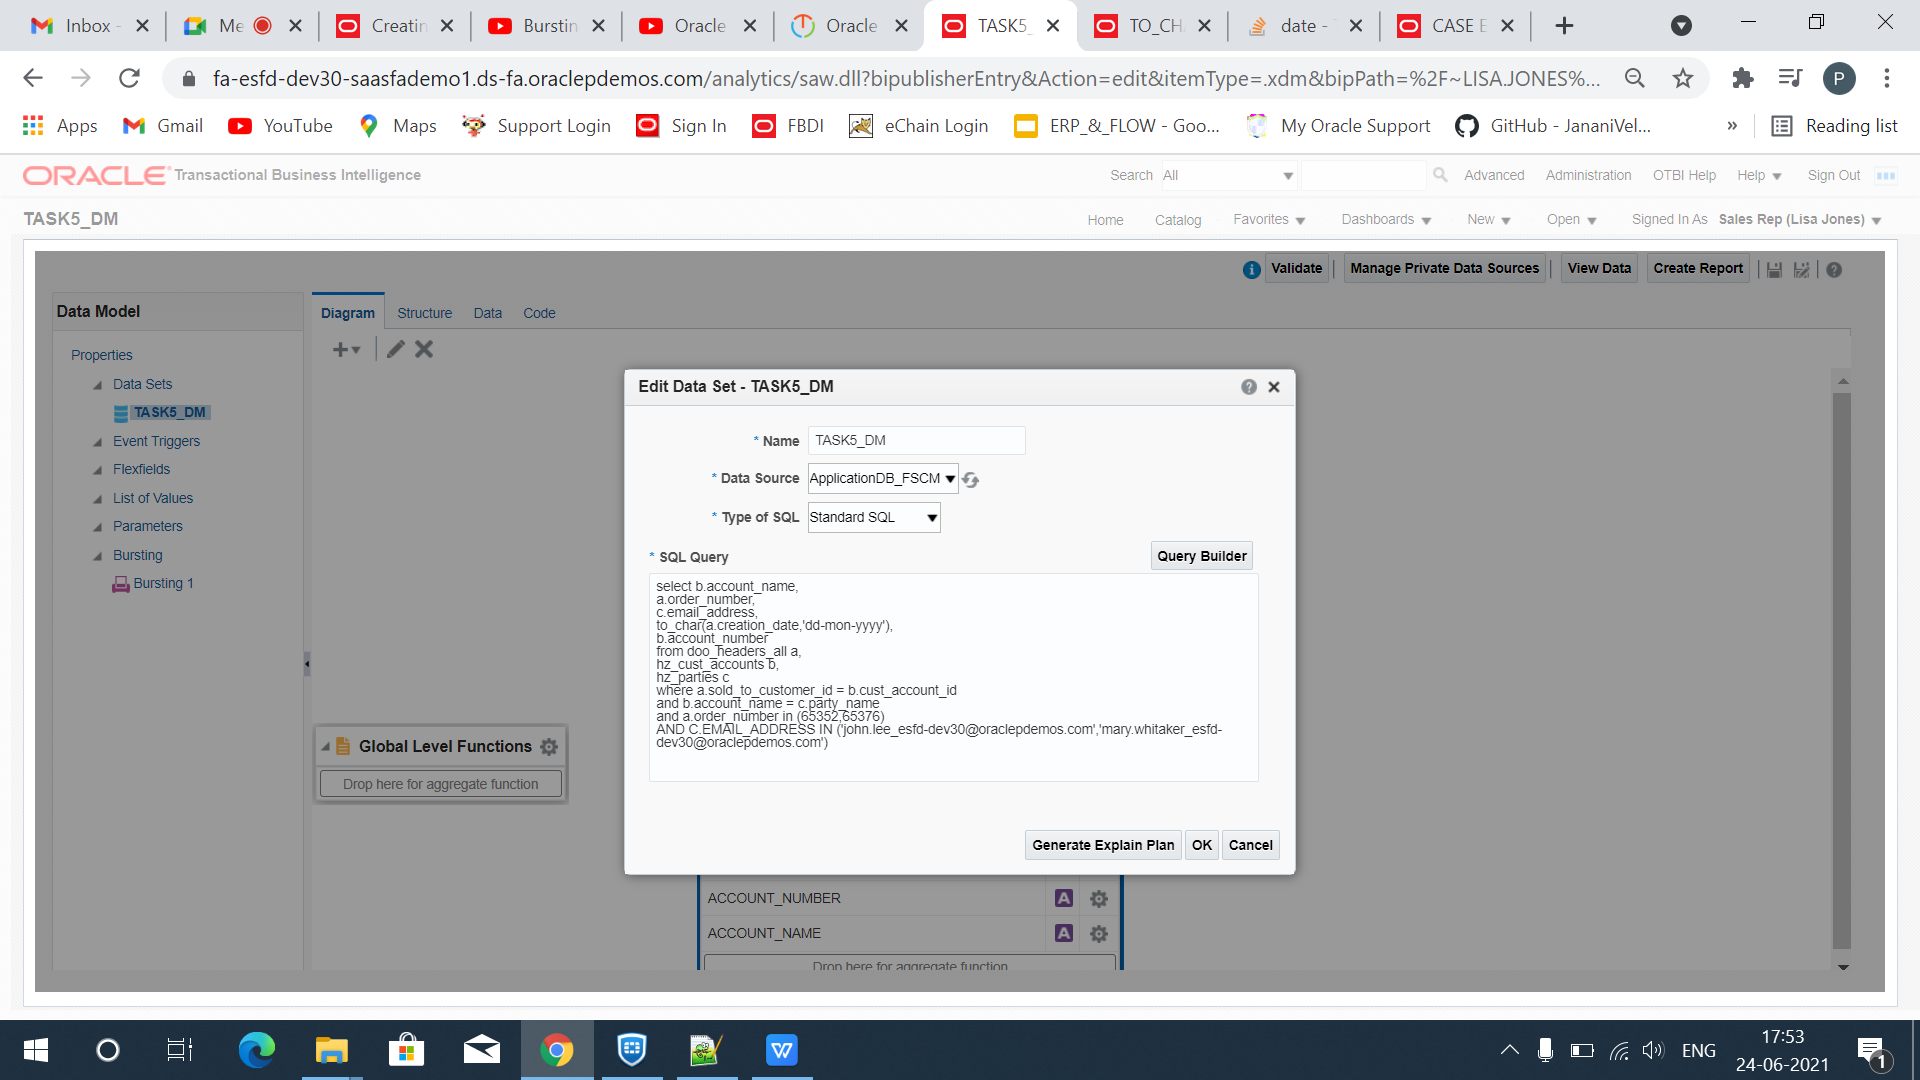 Inbox -
Me
Creatin
Burstin
Oracle
Oracle
TASK5_
TO_CH
date -
CASE E
fa-esfd-dev30-saasfademo1.ds-fa.oraclepdemos.com/analytics/saw.dll?bipublisherEntry&Action=edit&itemType=.xdm&bipPath=%2F~LISA.JONES%...
P
Apps
Gmail
YouTube
Maps
Support Login
Sign In
FBDI
eChain Login
ERP_&_FLOW - Goo...
My Oracle Support
GitHub - JananiVel...
»
Reading list
ORACLE Transactional Business Intelligence
Search All
Advanced
Administration
OTBI Help
Help
Sign Out
TASK5_DM
Home
Catalog
Favorites
Dashboards
New
Open
Signed In As Sales Rep (Lisa Jones)
Validate
Manage Private Data Sources
View Data
Create Report
Data Model
Diagram
Structure
Data
Code
Properties
Data Sets
TASK5_DM
Event Triggers
Flexfields
List of Values
Parameters
Bursting
Bursting 1
Global Level Functions
Drop here for aggregate function
Edit Data Set - TASK5_DM
* Name TASK5_DM
* Data Source ApplicationDB_FSCM
* Type of SQL Standard SQL
* SQL Query
Query Builder
select b.account_name,
a.order_number,
c.email_address,
to_char(a.creation_date,'dd-mon-yyyy'),
b.account_number
from doo_headers_all a,
hz_cust_accounts b,
hz_parties c
where a.sold_to_customer_id = b.cust_account_id
and b.account_name = c.party_name
and a.order_number in (65352,65376)
AND C.EMAIL_ADDRESS IN ('john.lee_esfd-dev30@oraclepdemos.com','mary.whitaker_esfd-
dev30@oraclepdemos.com')
Generate Explain Plan
OK
Cancel
ACCOUNT_NUMBER
A
ACCOUNT_NAME
A
Drop here for aggregate function
ENG
17:53
24-06-2021
1